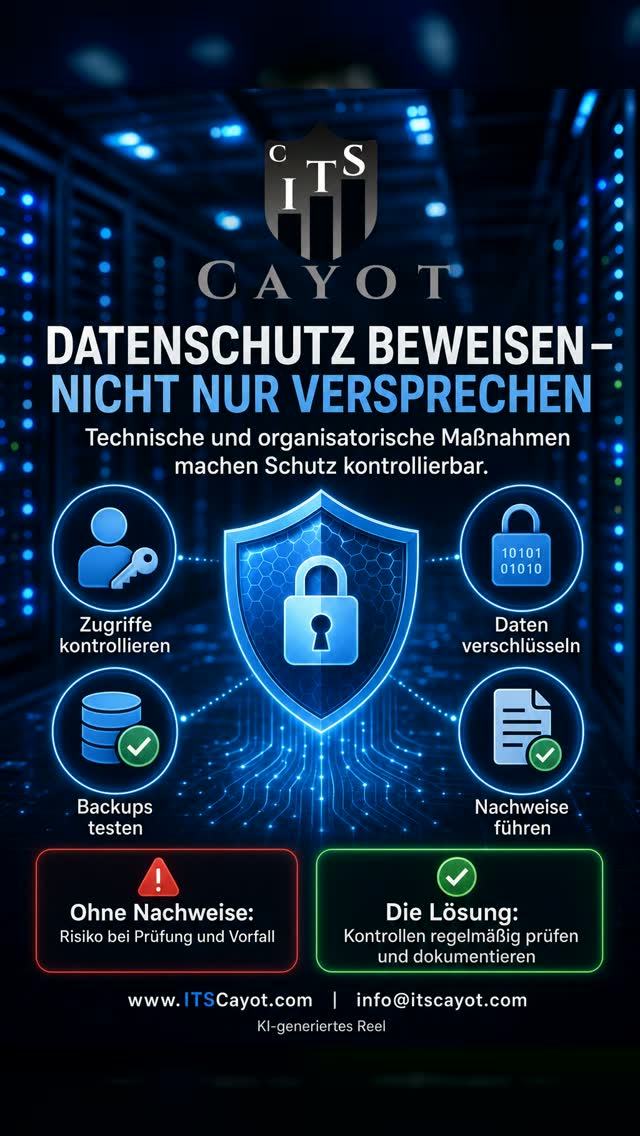 C ITS
CAYOT
DATENSCHUTZ BEWEISEN–
NICHT NUR VERSPRECHEN
Technische und organisatorische Maßnahmen
machen Schutz kontrollierbar.
Zugriffe
kontrollieren
10101
01010
Daten
verschlüsseln
Backups
testen
Nachweise
führen
Ohne Nachweise:
Risiko bei Prüfung und Vorfall
Die Lösung:
Kontrollen regelmäßig prüfen
und dokumentieren
www.ITSCayot.com | info@itscayot.com
KI-generiertes Reel